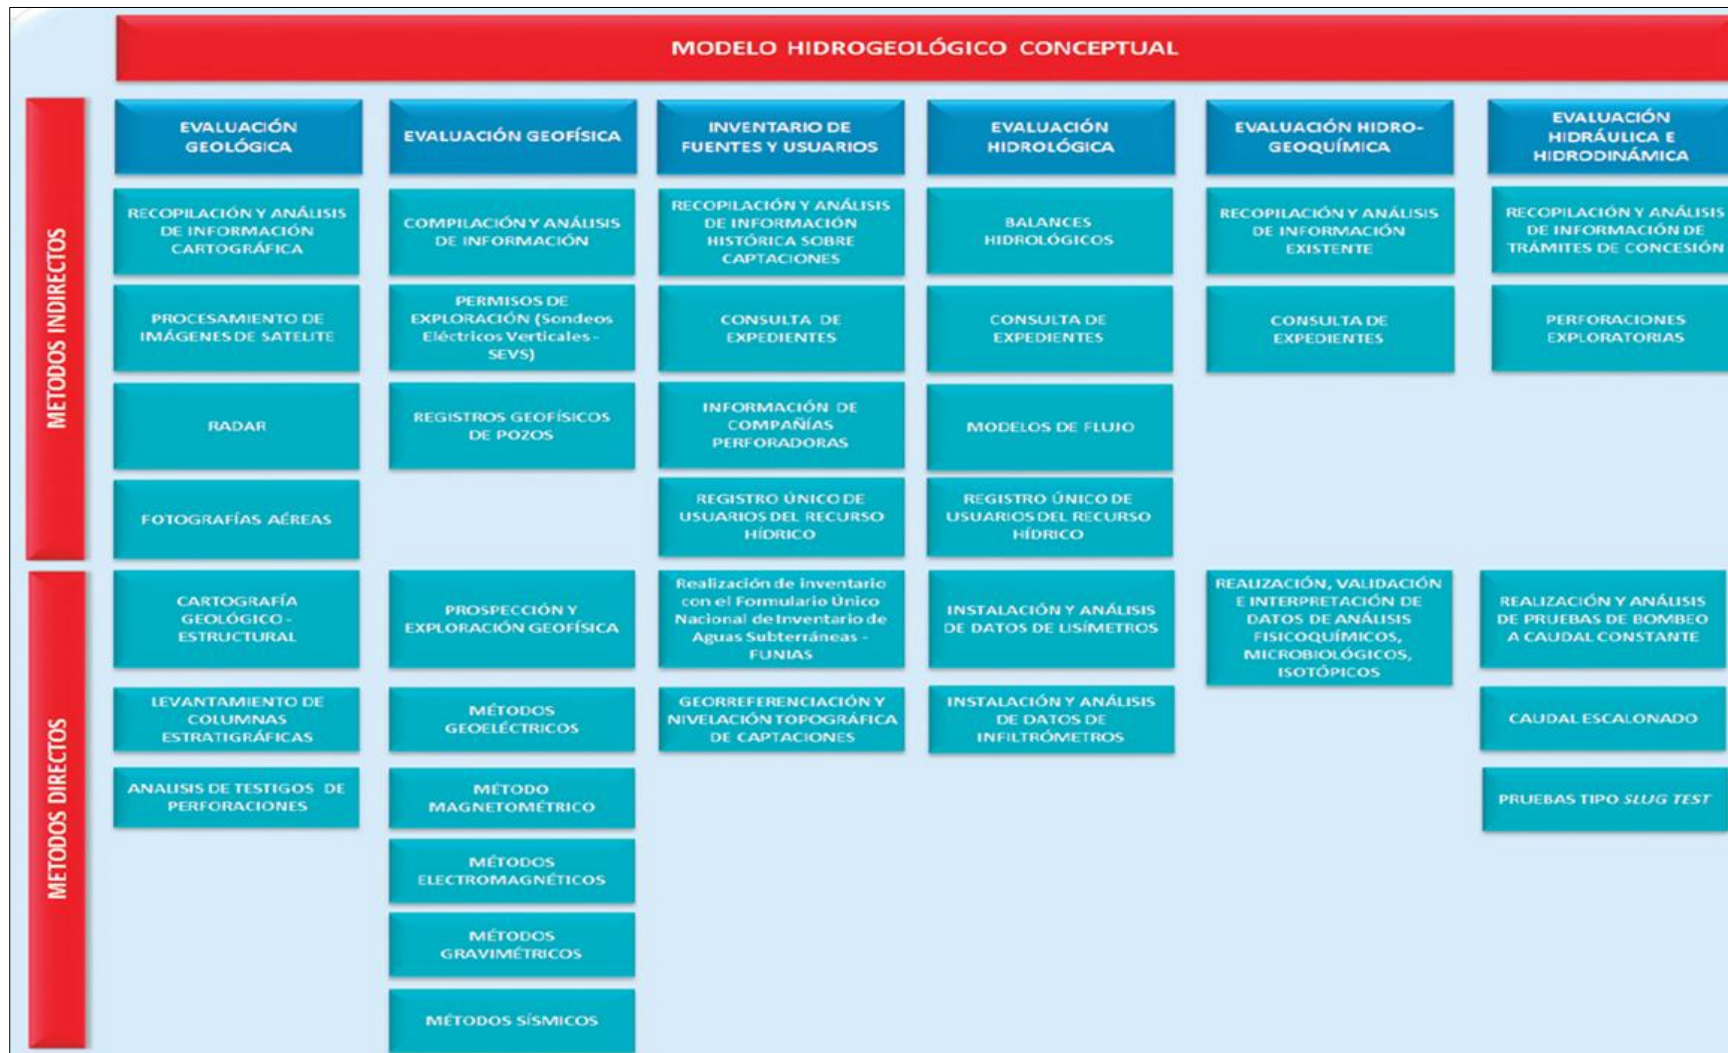 MODELO HIDROGEOLÓGICO CONCEPTUAL
METODOS INDIRECTOS
EVALUACIÓN
GEOLÓGICA
RECOPILACIÓN Y ANÁLISIS
DE INFORMACIÓN
CARTOGRÁFICA
PROCESAMIENTO DE
IMÁGENES DE SATELITE
RADAR
FOTOGRAFÍAS AÉREAS
EVALUACIÓN GEOFÍSICA
COMPILACIÓN Y ANÁLISIS
DE INFORMACIÓN
PERMISOS DE
EXPLORACIÓN (Sondeos
Eléctricos Verticales -
SEVS)
REGISTROS GEOFÍSICOS
DE POZOS
INVENTARIO DE
FUENTES Y USUARIOS
RECOPILACIÓN Y ANÁLISIS
DE INFORMACIÓN
HISTÓRICA SOBRE
CAPTACIONES
CONSULTA DE
EXPEDIENTES
INFORMACIÓN DE
COMPAÑÍAS
PERFORADORAS
REGISTRO ÚNICO DE
USUARIOS DEL RECURSO
HÍDRICO
EVALUACIÓN
HIDROLÓGICA
BALANCES
HIDROLÓGICOS
CONSULTA DE
EXPEDIENTES
MODELOS DE FLUJO
REGISTRO ÚNICO DE
USUARIOS DEL RECURSO
HÍDRICO
EVALUACIÓN HIDRO-
GEOQUÍMICA
RECOPILACIÓN Y ANÁLISIS
DE INFORMACIÓN
EXISTENTE
CONSULTA DE
EXPEDIENTES
EVALUACIÓN
HIDRÁULICA E
HIDRODINÁMICA
RECOPILACIÓN Y ANÁLISIS
DE INFORMACIÓN DE
TRÁMITES DE CONCESIÓN
PERFORACIONES
EXPLORATORIAS
METODOS DIRECTOS
CARTOGRAFÍA
GEOLÓGICO -
ESTRUCTURAL
LEVANTAMIENTO DE
COLUMNAS
ESTRATIGRÁFICAS
ANALISIS DE TESTIGOS DE
PERFORACIONES
PROSPECCIÓN Y
EXPLORACIÓN GEOFÍSICA
MÉTODOS
GEOELÉCTRICOS
MÉTODO
MAGNETOMÉTRICO
MÉTODOS
ELECTROMAGNÉTICOS
MÉTODOS
GRAVIMÉTRICOS
MÉTODOS SÍSMICOS
Realización de inventario
con el Formulario Único
Nacional de Inventario de
Aguas Subterráneas -
FUNIAS
GEORREFERENCIACIÓN Y
NIVELACIÓN TOPOGRÁFICA
DE CAPTACIONES
INSTALACIÓN Y ANÁLISIS
DE DATOS DE LISÍMETROS
INSTALACIÓN Y ANÁLISIS
DE DATOS DE
INFILTRÓMETROS
REALIZACIÓN, VALIDACIÓN
E INTERPRETACIÓN DE
DATOS DE ANÁLISIS
FISICOQUÍMICOS,
MICROBIOLÓGICOS,
ISOTÓPICOS
REALIZACIÓN Y ANÁLISIS
DE PRUEBAS DE BOMBEO
A CAUDAL CONSTANTE
CAUDAL ESCALONADO
PRUEBAS TIPO SLUG TEST